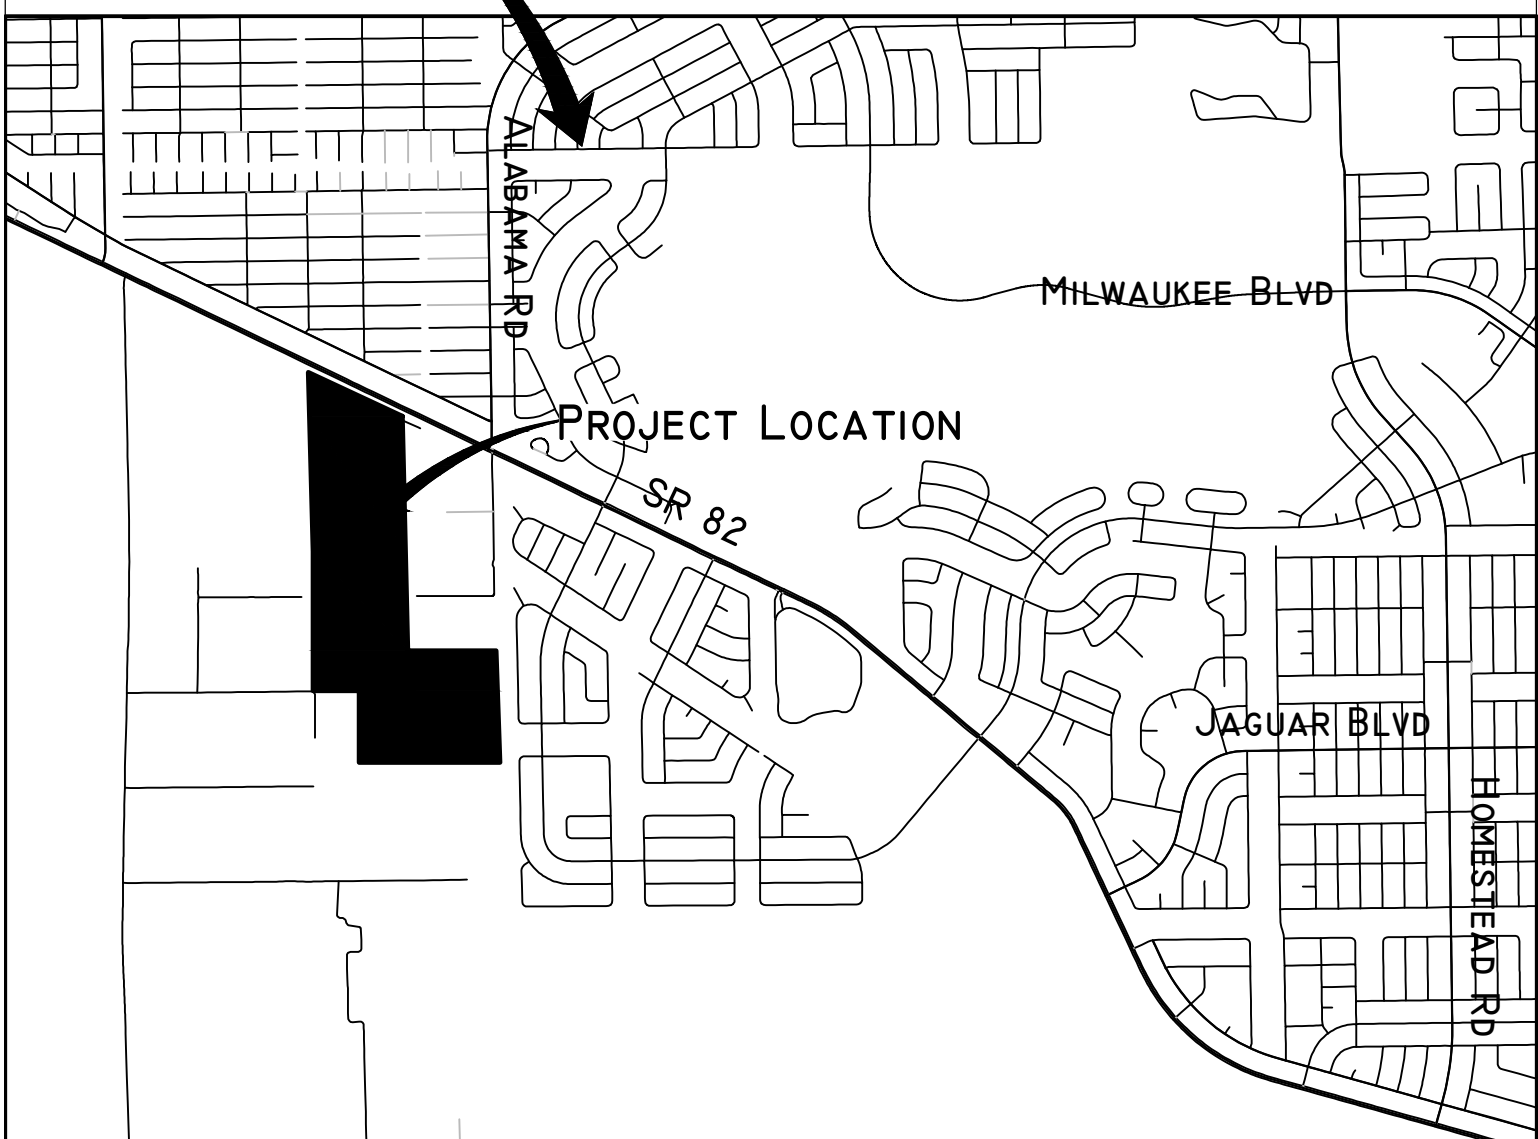 ALABAMA RD
MILWAUKEE BLVD
PROJECT LOCATION
SR 82
JAGUAR BLVD
HOMESTEAD RD